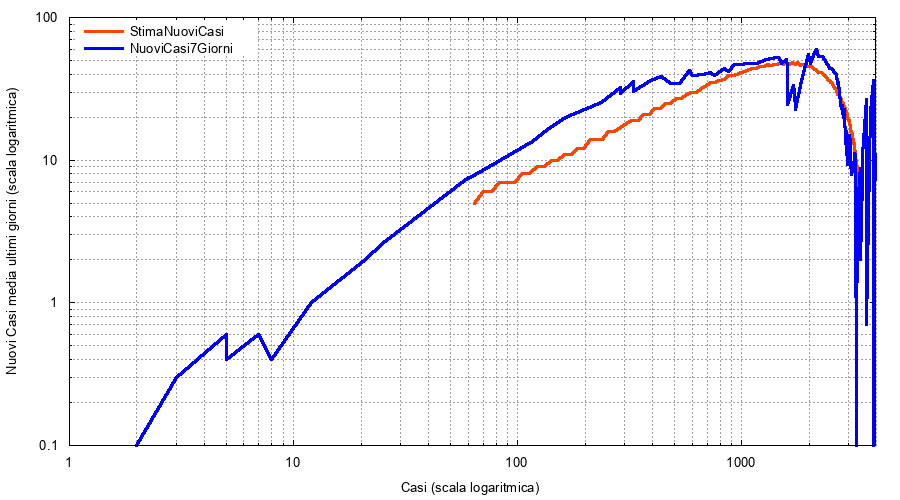 100
StimaNuoviCasi
NuoviCasi7Giorni
10
1
0.1
Nuovi Casi media ultimi giorni (scala logaritmica)
1
10
100
1000
Casi (scala logaritmica)